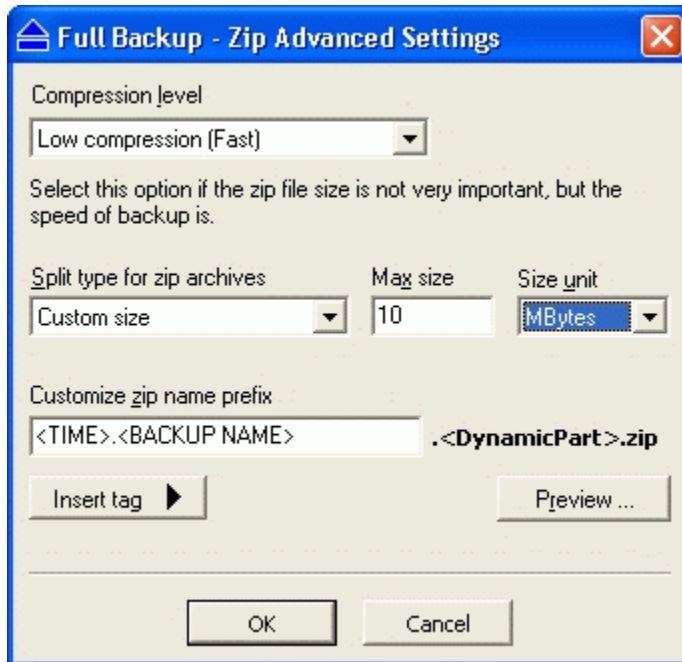 Full Backup - Zip Advanced Settings
Compression level
Low compression (Fast)
Select this option if the zip file size is not very important, but the
speed of backup is.
Split type for zip archives Max size Size unit
Custom size 10 MBytes
Customize zip name prefix
<TIME>.<BACKUP NAME> .<DynamicPart>.zip
Insert tag Preview ...
OK Cancel